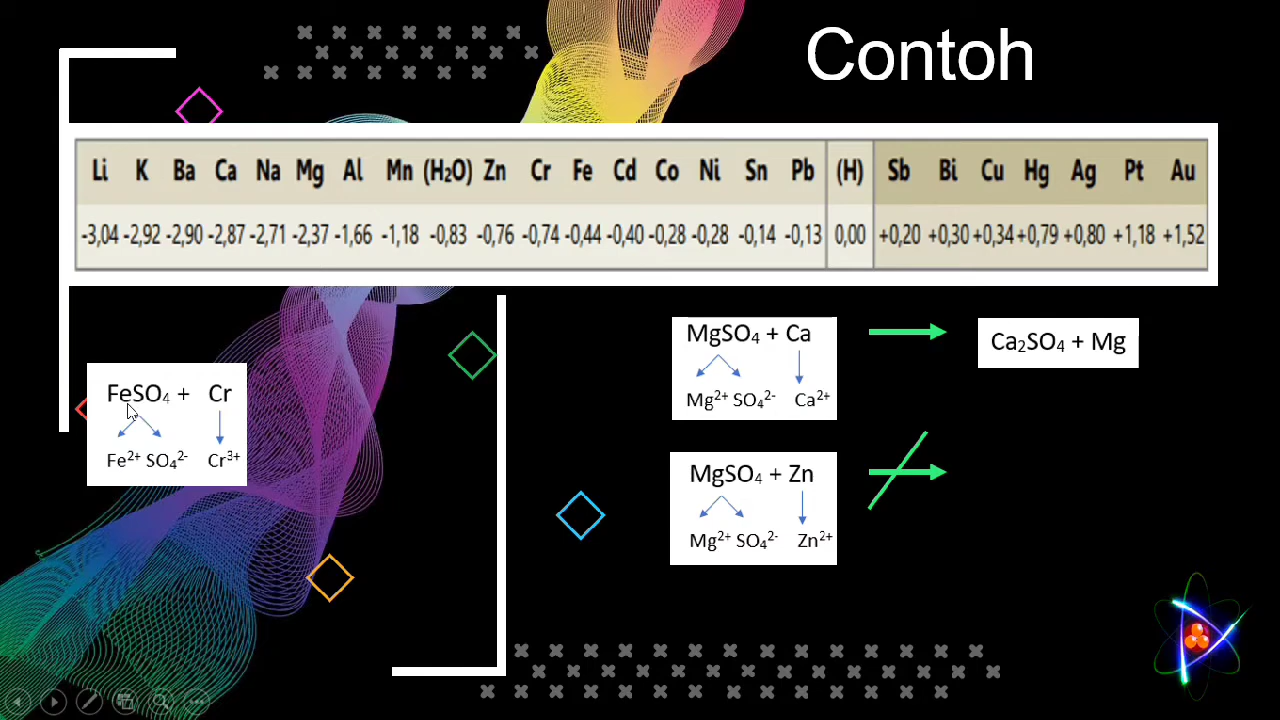 Contoh
Li K Ba Ca Na Mg Al Mn (H₂O) Zn Cr Fe Cd Co Ni Sn Pb (H) Sb Bi Cu Hg Ag Pt Au
-3,04 -2,92 -2,90 -2,87 -2,71 -2,37 -1,66 -1,18 -0,83 -0,76 -0,74 -0,44 -0,40 -0,28 -0,28 -0,14 -0,13 0,00 +0,20 +0,30 +0,34 +0,79 +0,80 +1,18 +1,52
FeSO₄ + Cr
Fe²⁺ SO₄²⁻ Cr³⁺
MgSO₄ + Ca
Mg²⁺ SO₄²⁻ Ca²⁺
Ca₂SO₄ + Mg
MgSO₄ + Zn
Mg²⁺ SO₄²⁻ Zn²⁺